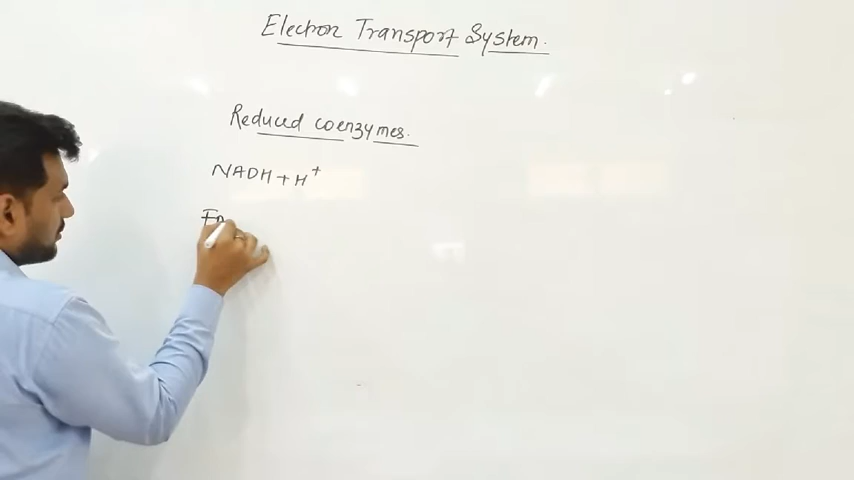 Electron Transport System.
Reduced coenzymes.
NADH + H⁺